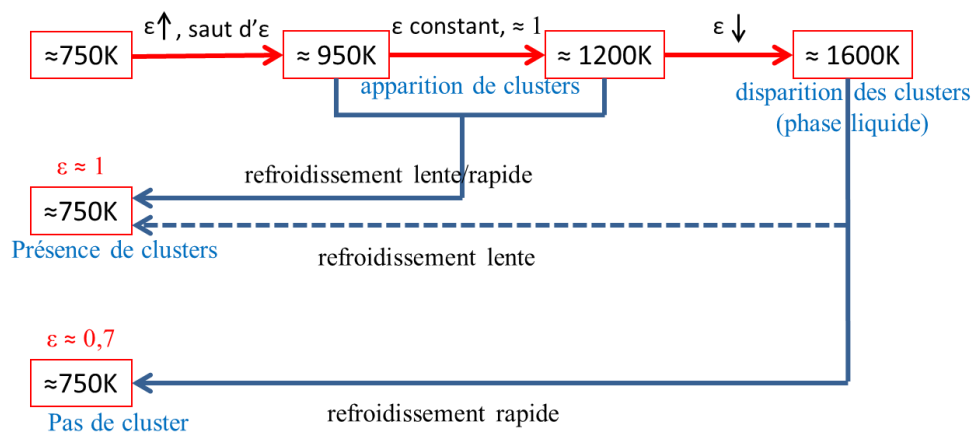 ε↑, saut d’ε
ε constant, ≈ 1
ε ↓
≈750K
≈ 950K
≈ 1200K
≈ 1600K
apparition de clusters
disparition des clusters
(phase liquide)
ε ≈ 1
refroidissement lente/rapide
≈750K
Présence de clusters
refroidissement lente
ε ≈ 0,7
≈750K
Pas de cluster
refroidissement rapide